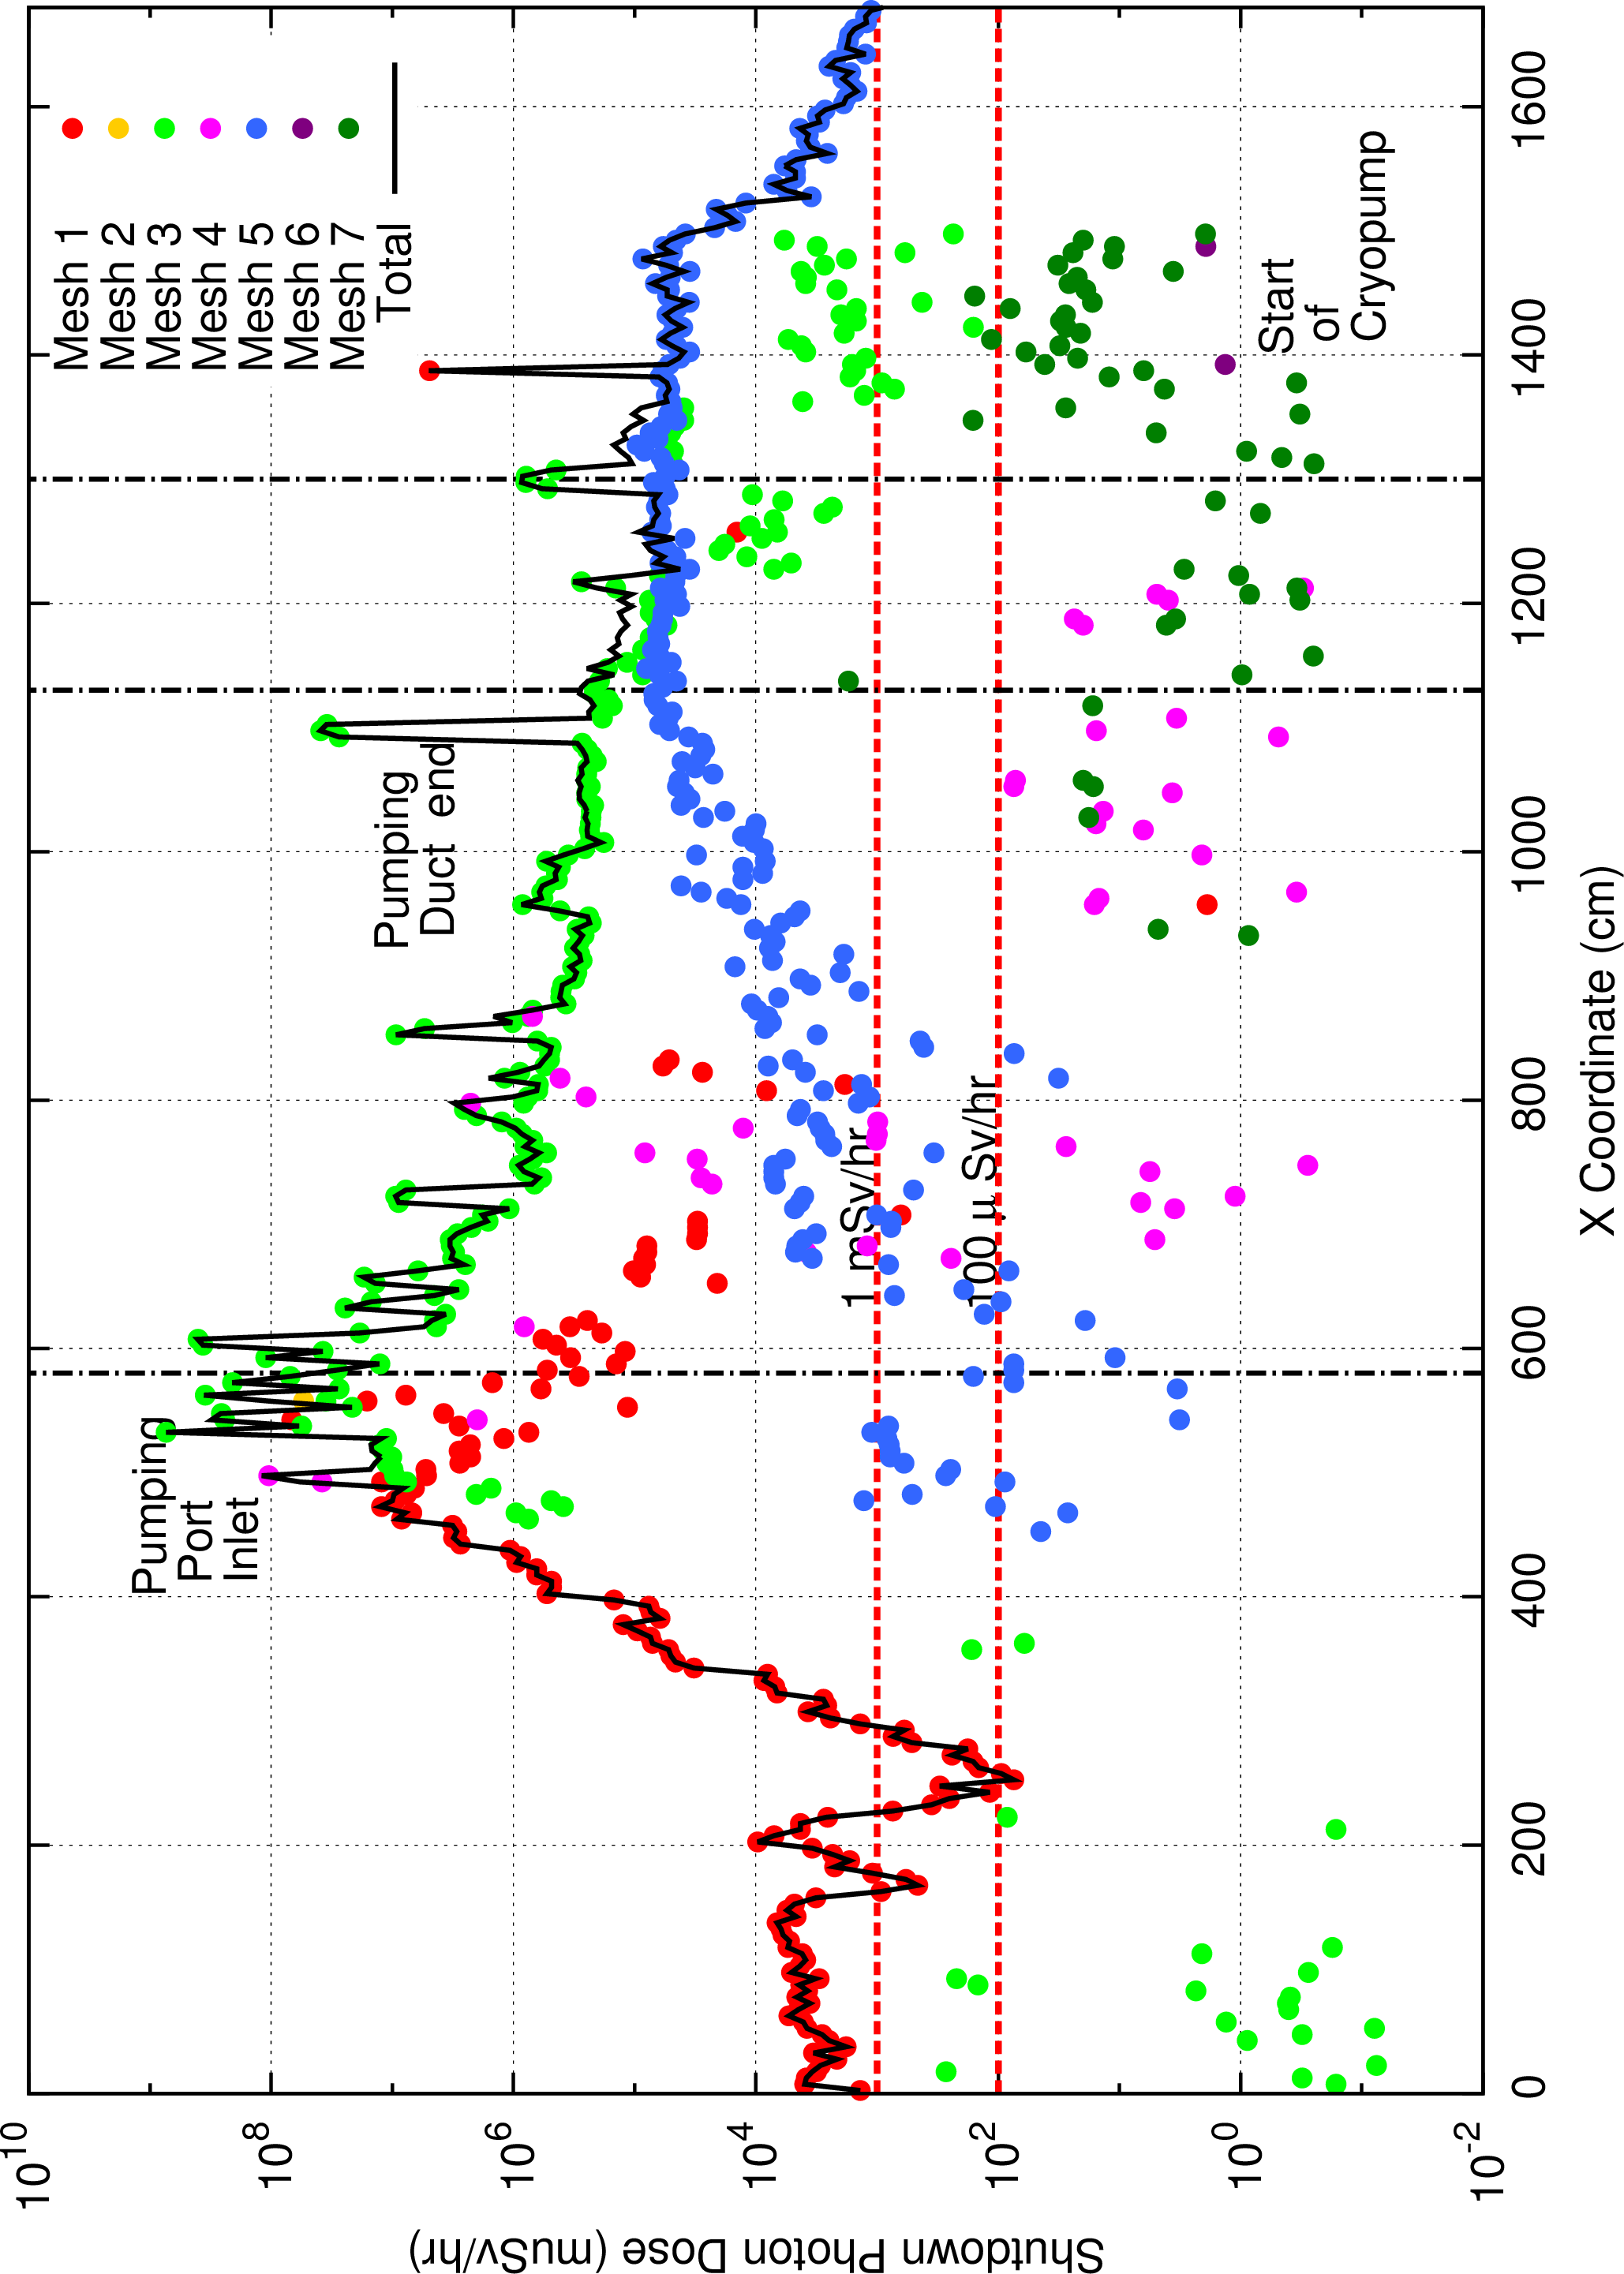 Mesh 1
Mesh 2
Mesh 3
Mesh 4
Mesh 5
Mesh 6
Mesh 7
Total
10^10
10^8
10^6
10^4
10^2
10^0
10^-2
Shutdown Photon Dose (muSv/hr)
Pumping
Port
Inlet
Pumping
Duct end
1 mSv/hr
100 μ Sv/hr
Start
of
Cryopump
0 200 400 600 800 1000 1200 1400 1600
X Coordinate (cm)